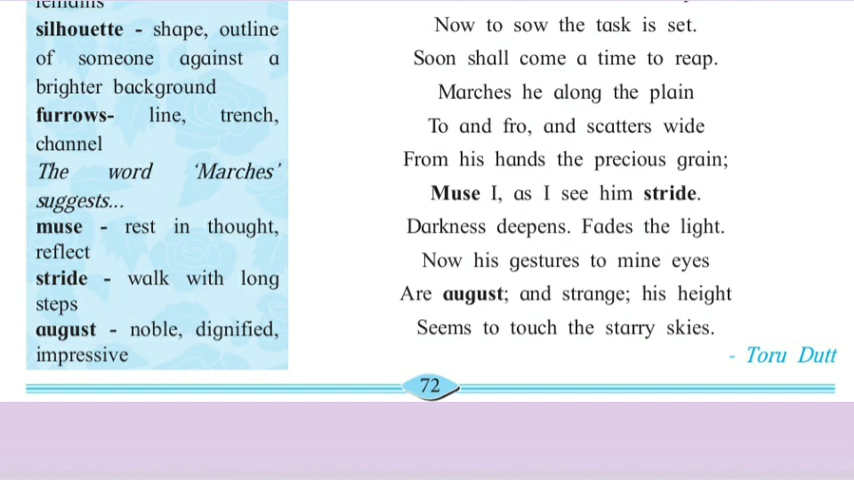 remains
silhouette - shape, outline
of someone against a
brighter background
furrows- line, trench,
channel
The word 'Marches'
suggests...
muse - rest in thought,
reflect
stride - walk with long
steps
august - noble, dignified,
impressive
Now to sow the task is set.
Soon shall come a time to reap.
Marches he along the plain
To and fro, and scatters wide
From his hands the precious grain;
Muse I, as I see him stride.
Darkness deepens. Fades the light.
Now his gestures to mine eyes
Are august; and strange; his height
Seems to touch the starry skies.
- Toru Dutt
72